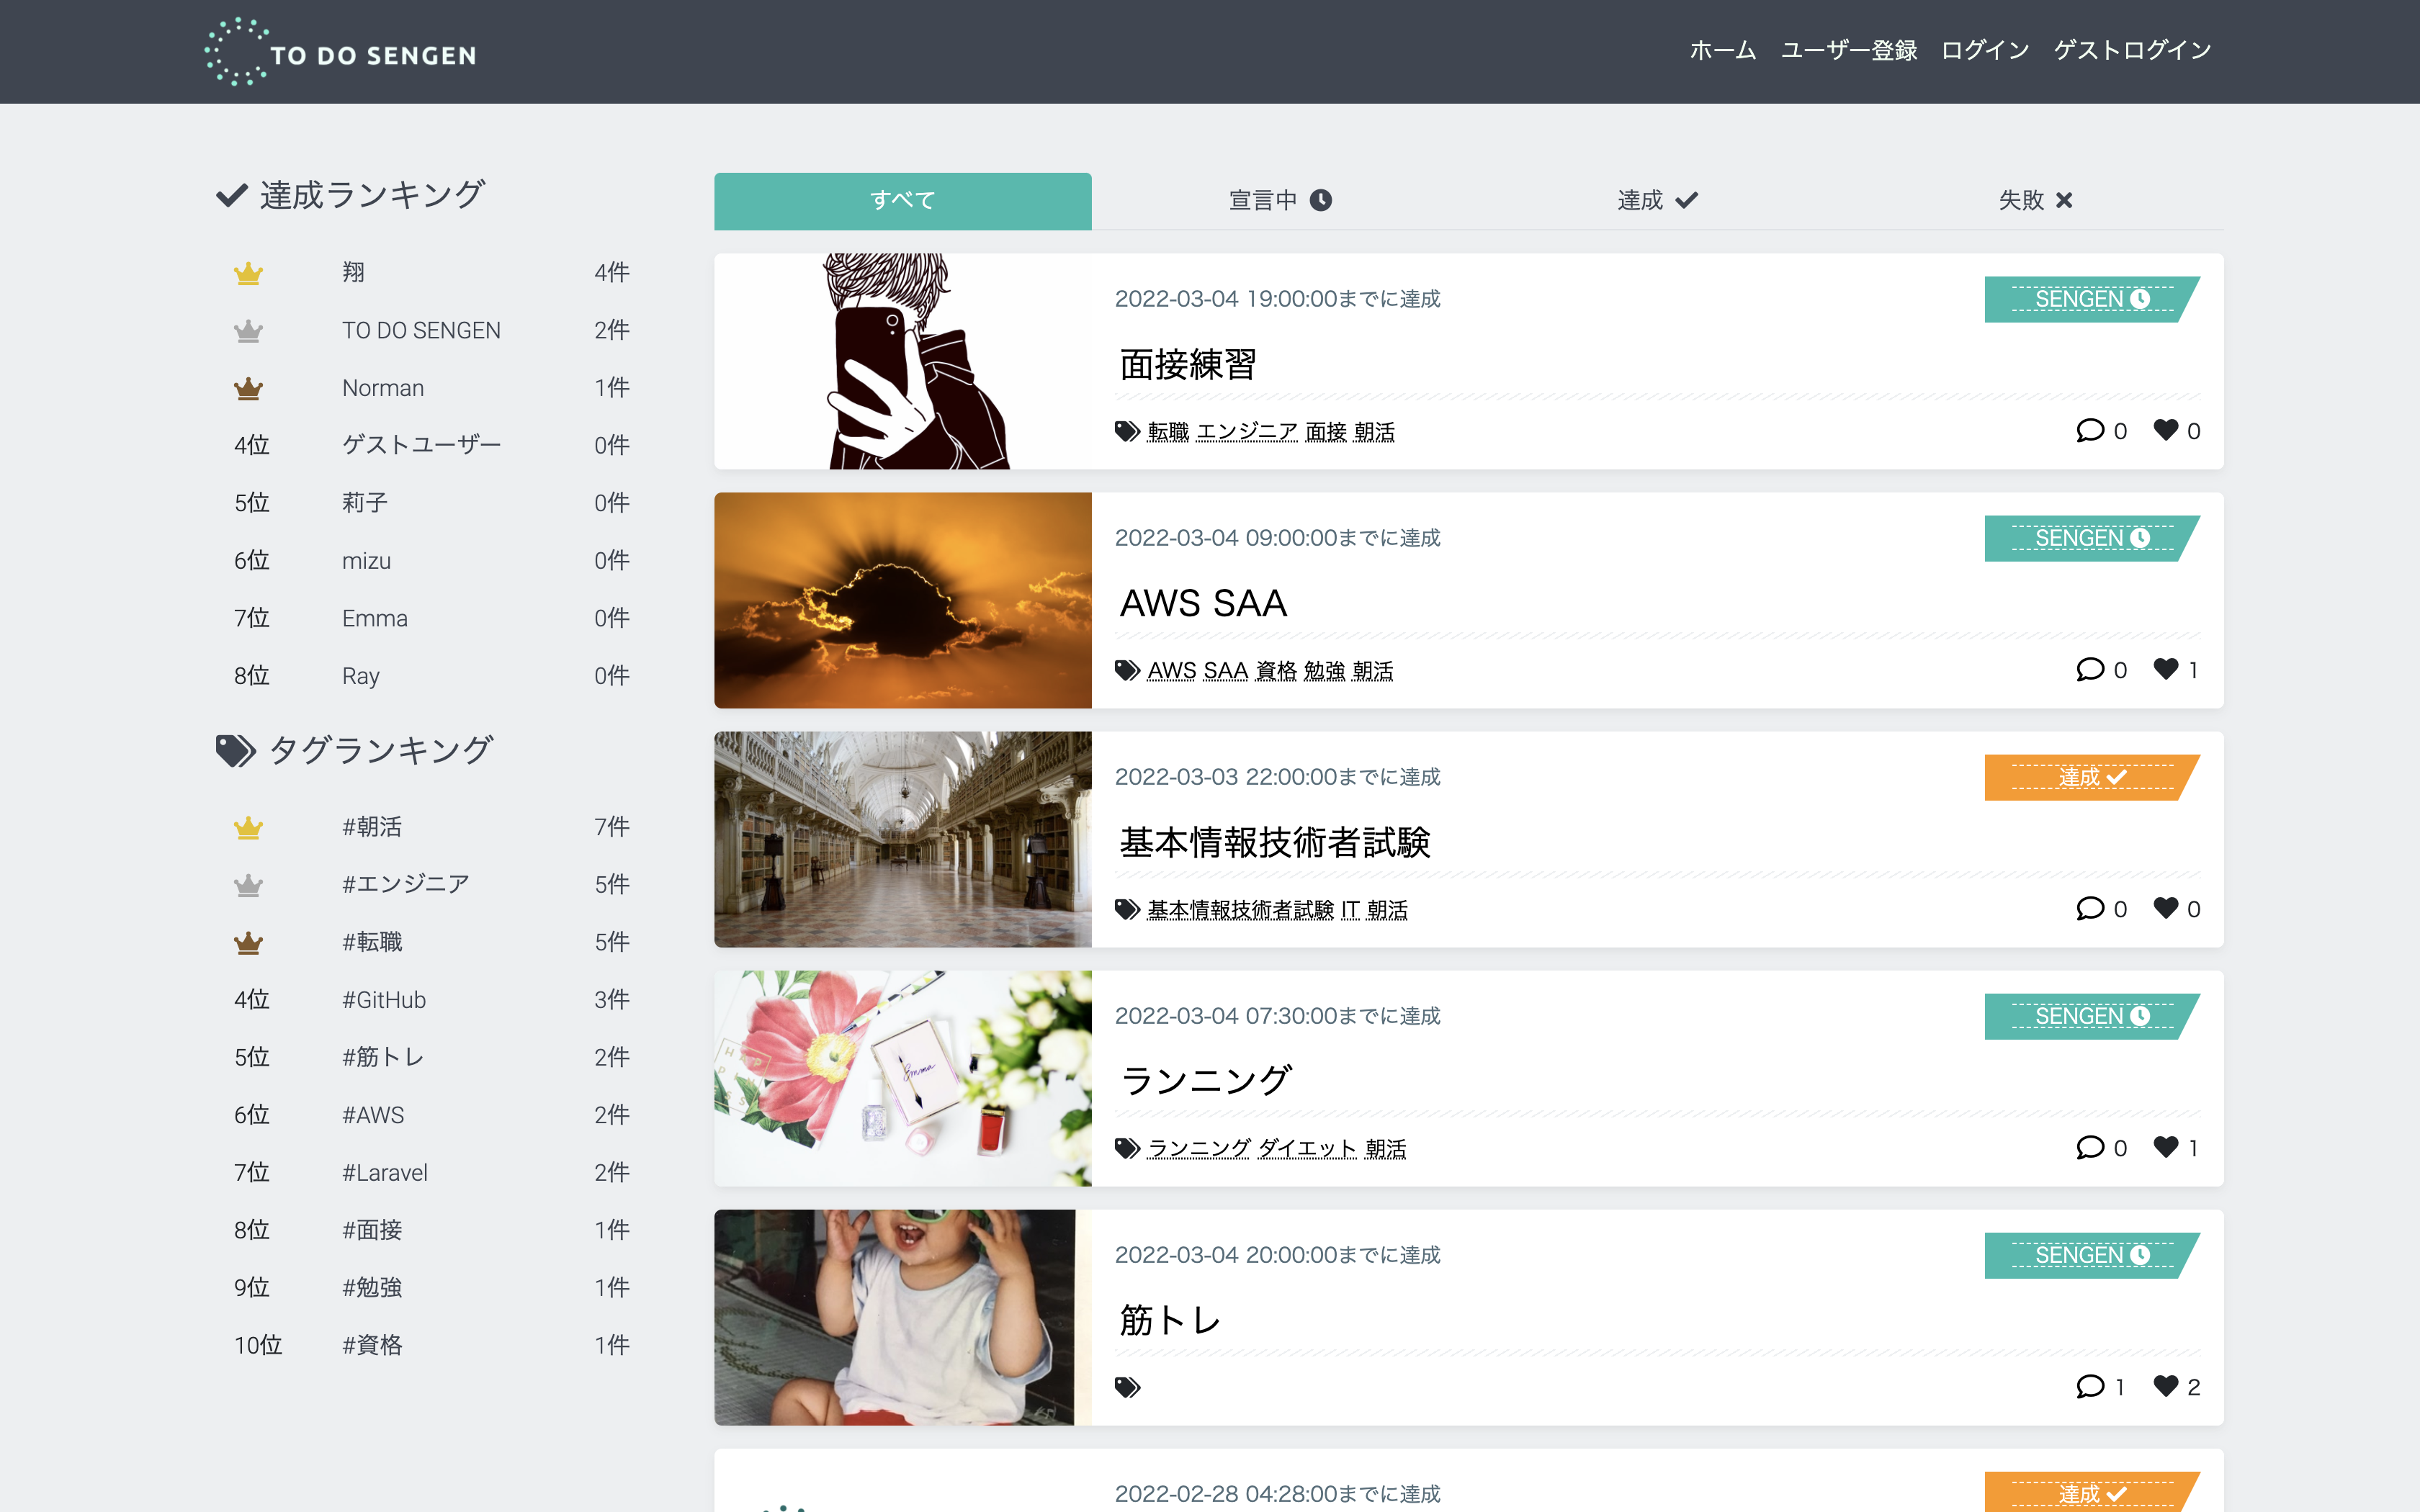 TO DO SENGEN
ホーム ユーザー登録 ログイン ゲストログイン
達成ランキング
翔 4件
TO DO SENGEN 2件
Norman 1件
4位 ゲストユーザー 0件
5位 莉子 0件
6位 mizu 0件
7位 Emma 0件
8位 Ray 0件
タグランキング
#朝活 7件
#エンジニア 5件
#転職 5件
4位 #GitHub 3件
5位 #筋トレ 2件
6位 #AWS 2件
7位 #Laravel 2件
8位 #面接 1件
9位 #勉強 1件
10位 #資格 1件
すべて 宣言中 達成 失敗
2022-03-04 19:00:00までに達成 SENGEN
面接練習
転職 エンジニア 面接 朝活 0 0
2022-03-04 09:00:00までに達成 SENGEN
AWS SAA
AWS SAA 資格 勉強 朝活 0 1
2022-03-03 22:00:00までに達成 達成
基本情報技術者試験
基本情報技術者試験 IT 朝活 0 0
Emma
2022-03-04 07:30:00までに達成 SENGEN
ランニング
ランニング ダイエット 朝活 0 1
2022-03-04 20:00:00までに達成 SENGEN
筋トレ
1 2
2022-02-28 04:28:00までに達成 達成